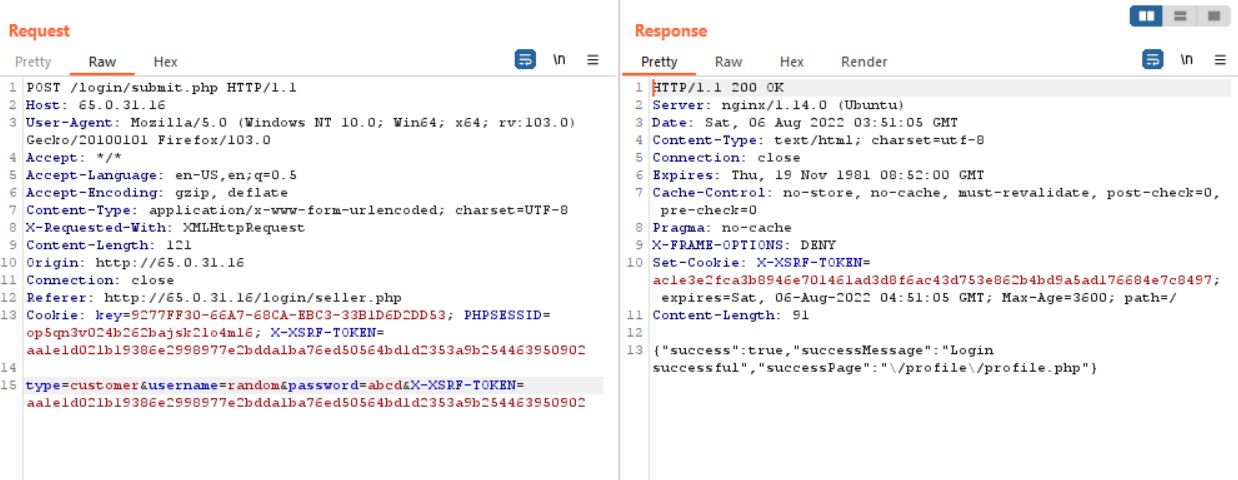 Request
Pretty Raw Hex \n
1 POST /login/submit.php HTTP/1.1
2 Host: 65.0.31.16
3 User-Agent: Mozilla/5.0 (Windows NT 10.0; Win64; x64; rv:103.0)
Gecko/20100101 Firefox/103.0
4 Accept: */*
5 Accept-Language: en-US,en;q=0.5
6 Accept-Encoding: gzip, deflate
7 Content-Type: application/x-www-form-urlencoded; charset=UTF-8
8 X-Requested-With: XMLHttpRequest
9 Content-Length: 121
10 Origin: http://65.0.31.16
11 Connection: close
12 Referer: http://65.0.31.16/login/seller.php
13 Cookie: key=9277FF30-66A7-68CA-EBC3-33B1D6D2DD53; PHPSESSID=
op5qn3v024b262bajsk21o4m16; X-XSRF-TOKEN=
aa1e1d021b19386e2998977e2bdda1ba76ed50564bd1d2353a9b254463950902
14
15 type=customer&username=random&password=abcd&X-XSRF-TOKEN=
aa1e1d021b19386e2998977e2bdda1ba76ed50564bd1d2353a9b254463950902
Response
Pretty Raw Hex Render \n
1 HTTP/1.1 200 OK
2 Server: nginx/1.14.0 (Ubuntu)
3 Date: Sat, 06 Aug 2022 03:51:05 GMT
4 Content-Type: text/html; charset=utf-8
5 Connection: close
6 Expires: Thu, 19 Nov 1981 08:52:00 GMT
7 Cache-Control: no-store, no-cache, must-revalidate, post-check=0,
pre-check=0
8 Pragma: no-cache
9 X-FRAME-OPTIONS: DENY
10 Set-Cookie: X-XSRF-TOKEN=
ac1e3e2fca3b8946e701461ad3d8f6ac43d753e862b4bd9a5ad176684e7c8497;
expires=Sat, 06-Aug-2022 04:51:05 GMT; Max-Age=3600; path=/
11 Content-Length: 91
12
13 {"success":true,"successMessage":"Login
successful","successPage":"\/profile\/profile.php"}